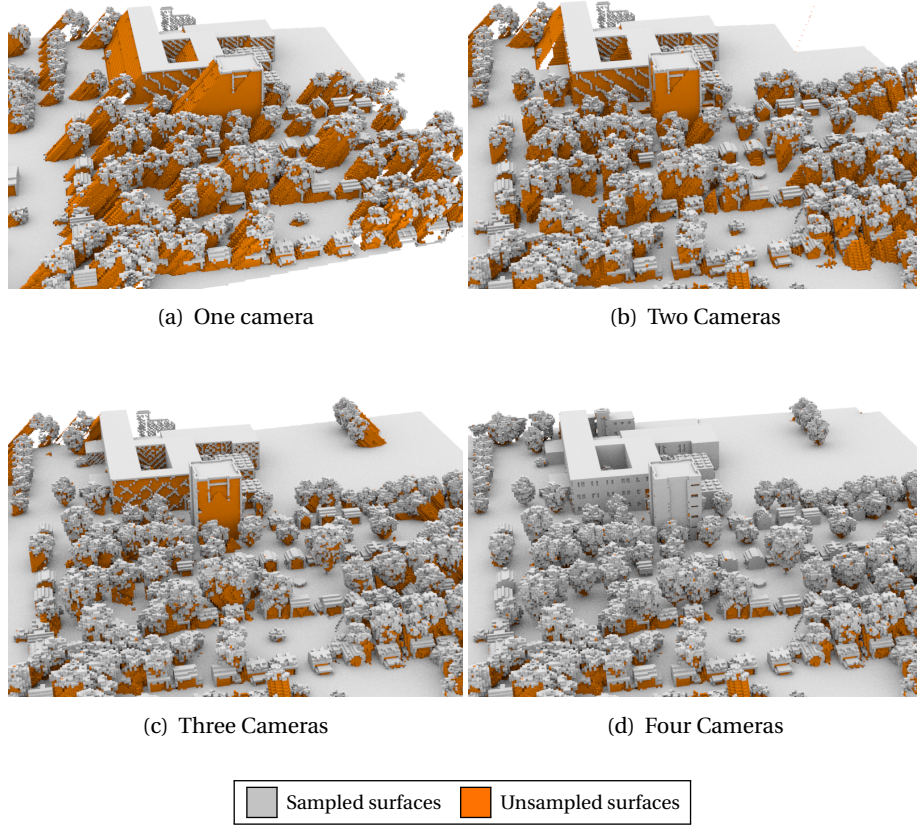 (a) One camera
(b) Two Cameras
(c) Three Cameras
(d) Four Cameras
Sampled surfaces
Unsampled surfaces